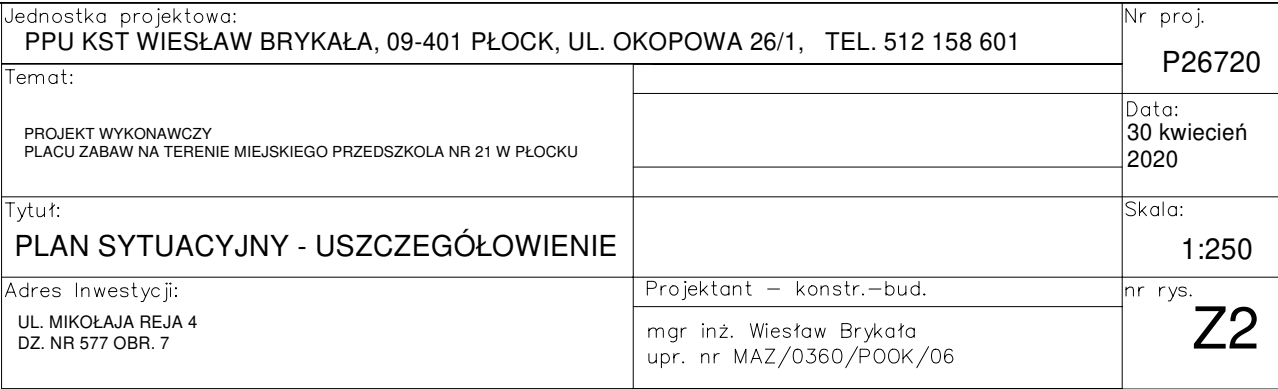 Jednostka projektowa:
PPU KST WIESŁAW BRYKAŁA, 09-401 PŁOCK, UL. OKOPOWA 26/1, TEL. 512 158 601
Nr proj.
P26720
Temat:
PROJEKT WYKONAWCZY
PLACU ZABAW NA TERENIE MIEJSKIEGO PRZEDSZKOLA NR 21 W PŁOCKU
Data:
30 kwiecień
2020
Tytuł:
PLAN SYTUACYJNY - USZCZEGÓŁOWIENIE
Skala:
1:250
Adres Inwestycji:
UL. MIKOŁAJA REJA 4
DZ. NR 577 OBR. 7
Projektant – konstr.–bud.
mgr inż. Wiesław Brykała
upr. nr MAZ/0360/POOK/06
nr rys.
Z2